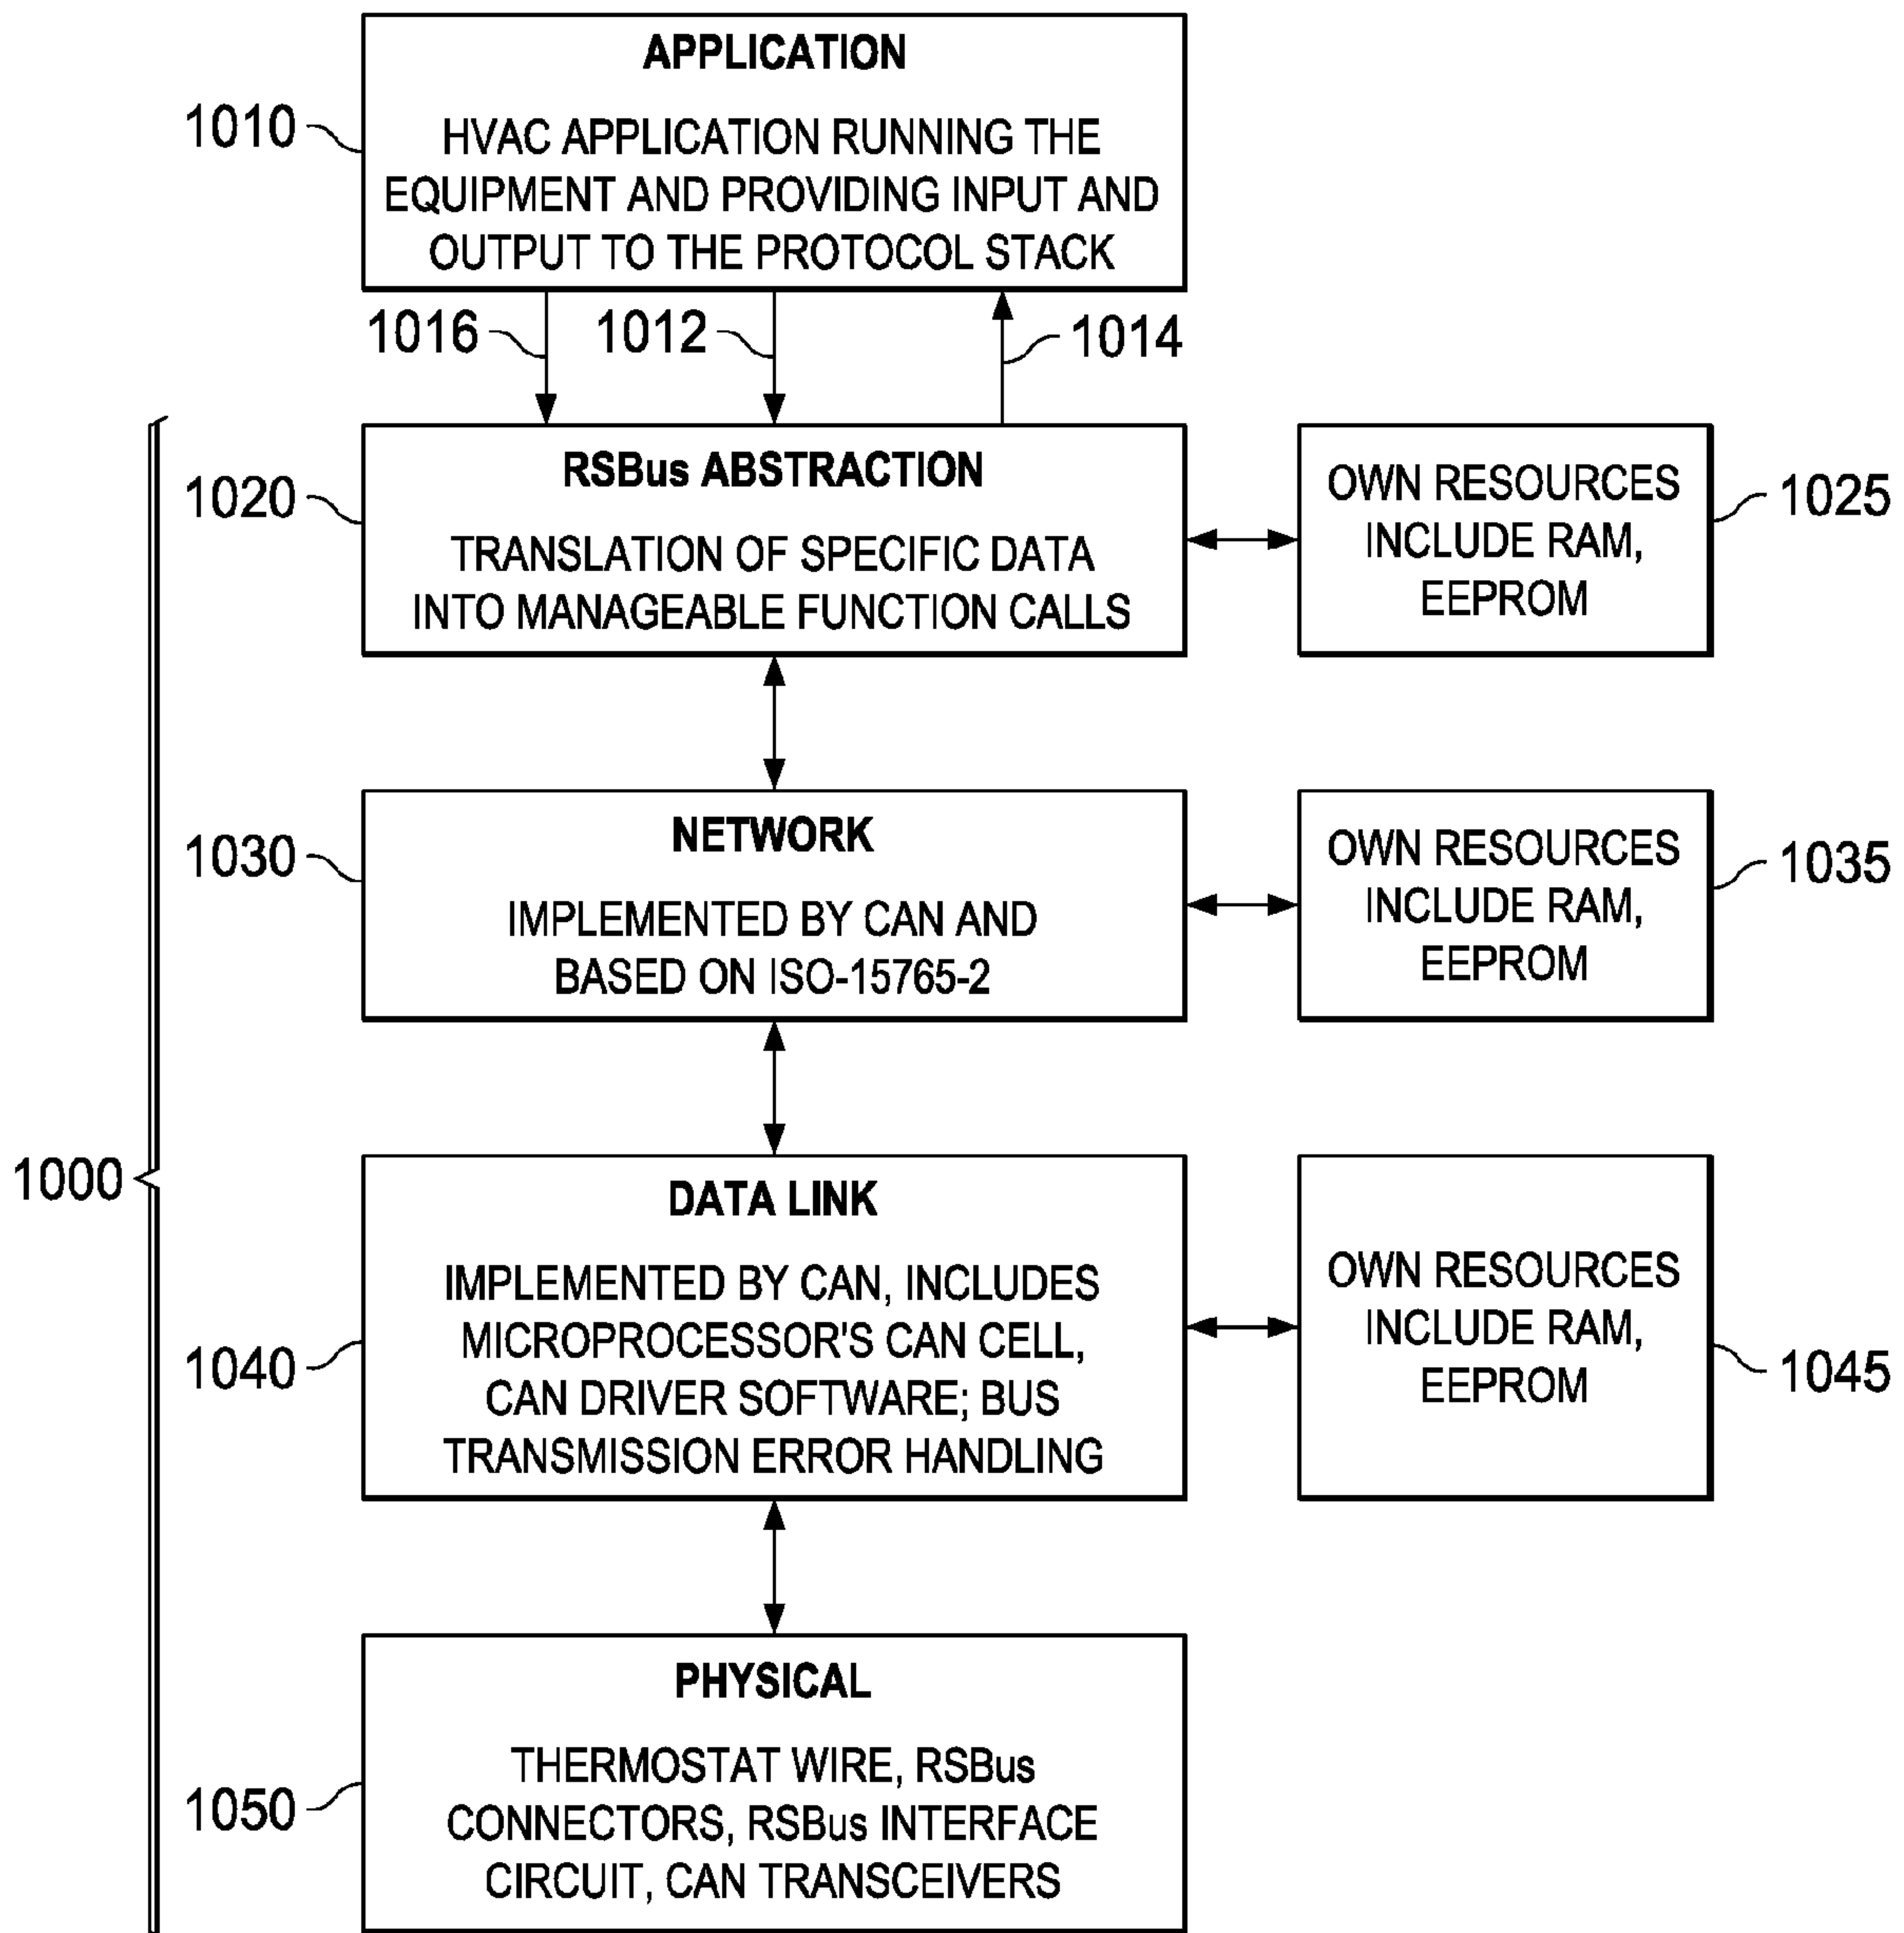 APPLICATION
HVAC APPLICATION RUNNING THE
EQUIPMENT AND PROVIDING INPUT AND
OUTPUT TO THE PROTOCOL STACK
1010
1016
1012
1014
RSBus ABSTRACTION
TRANSLATION OF SPECIFIC DATA
INTO MANAGEABLE FUNCTION CALLS
1020
OWN RESOURCES
INCLUDE RAM,
EEPROM
1025
NETWORK
IMPLEMENTED BY CAN AND
BASED ON ISO-15765-2
1030
OWN RESOURCES
INCLUDE RAM,
EEPROM
1035
1000
DATA LINK
IMPLEMENTED BY CAN, INCLUDES
MICROPROCESSOR'S CAN CELL,
CAN DRIVER SOFTWARE; BUS
TRANSMISSION ERROR HANDLING
1040
OWN RESOURCES
INCLUDE RAM,
EEPROM
1045
PHYSICAL
THERMOSTAT WIRE, RSBus
CONNECTORS, RSBus INTERFACE
CIRCUIT, CAN TRANSCEIVERS
1050